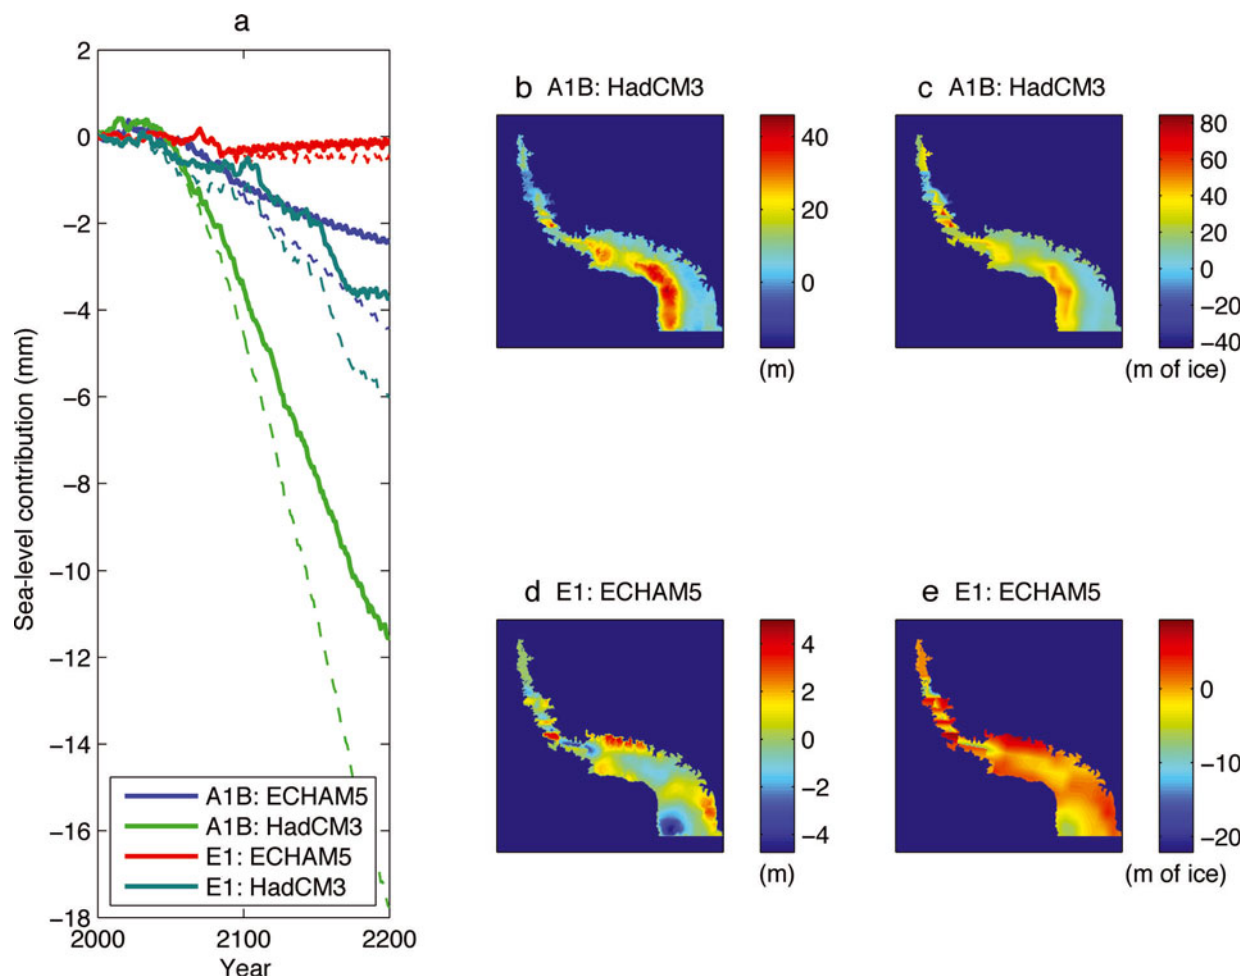 a
2
0
−2
−4
−6
−8
−10
−12
−14
−16
−18
2000 2100 2200
Year
Sea-level contribution (mm)
A1B: ECHAM5
A1B: HadCM3
E1: ECHAM5
E1: HadCM3
b A1B: HadCM3
40
20
0
(m)
c A1B: HadCM3
80
60
40
20
0
−20
−40
(m of ice)
d E1: ECHAM5
4
2
0
−2
−4
(m)
e E1: ECHAM5
0
−10
−20
(m of ice)